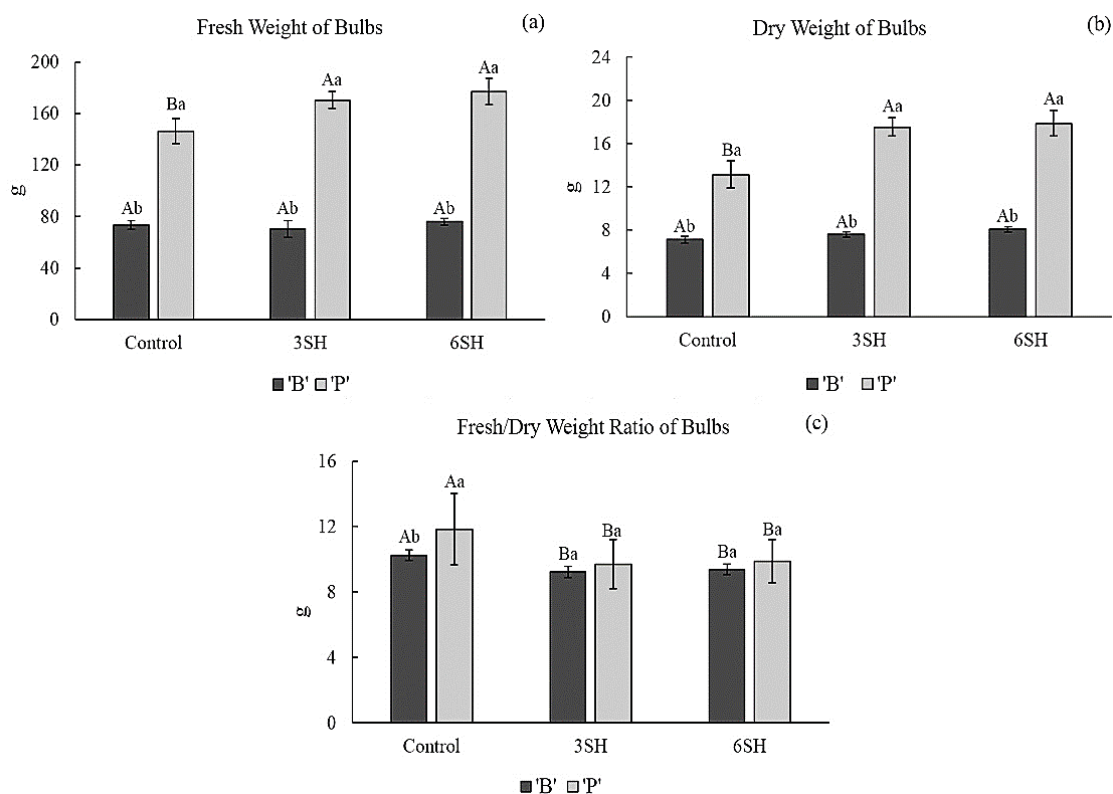 Fresh Weight of Bulbs (a)
200
160
120
80
40
0
g
Ab Ba
Ab Aa
Ab Aa
Control 3SH 6SH
'B' 'P'
Dry Weight of Bulbs (b)
24
20
16
12
8
4
0
g
Ab Ba
Ab Aa
Ab Aa
Control 3SH 6SH
'B' 'P'
Fresh/Dry Weight Ratio of Bulbs (c)
16
12
8
4
0
g
Ab Aa
Ba Ba
Ba Ba
Control 3SH 6SH
'B' 'P'